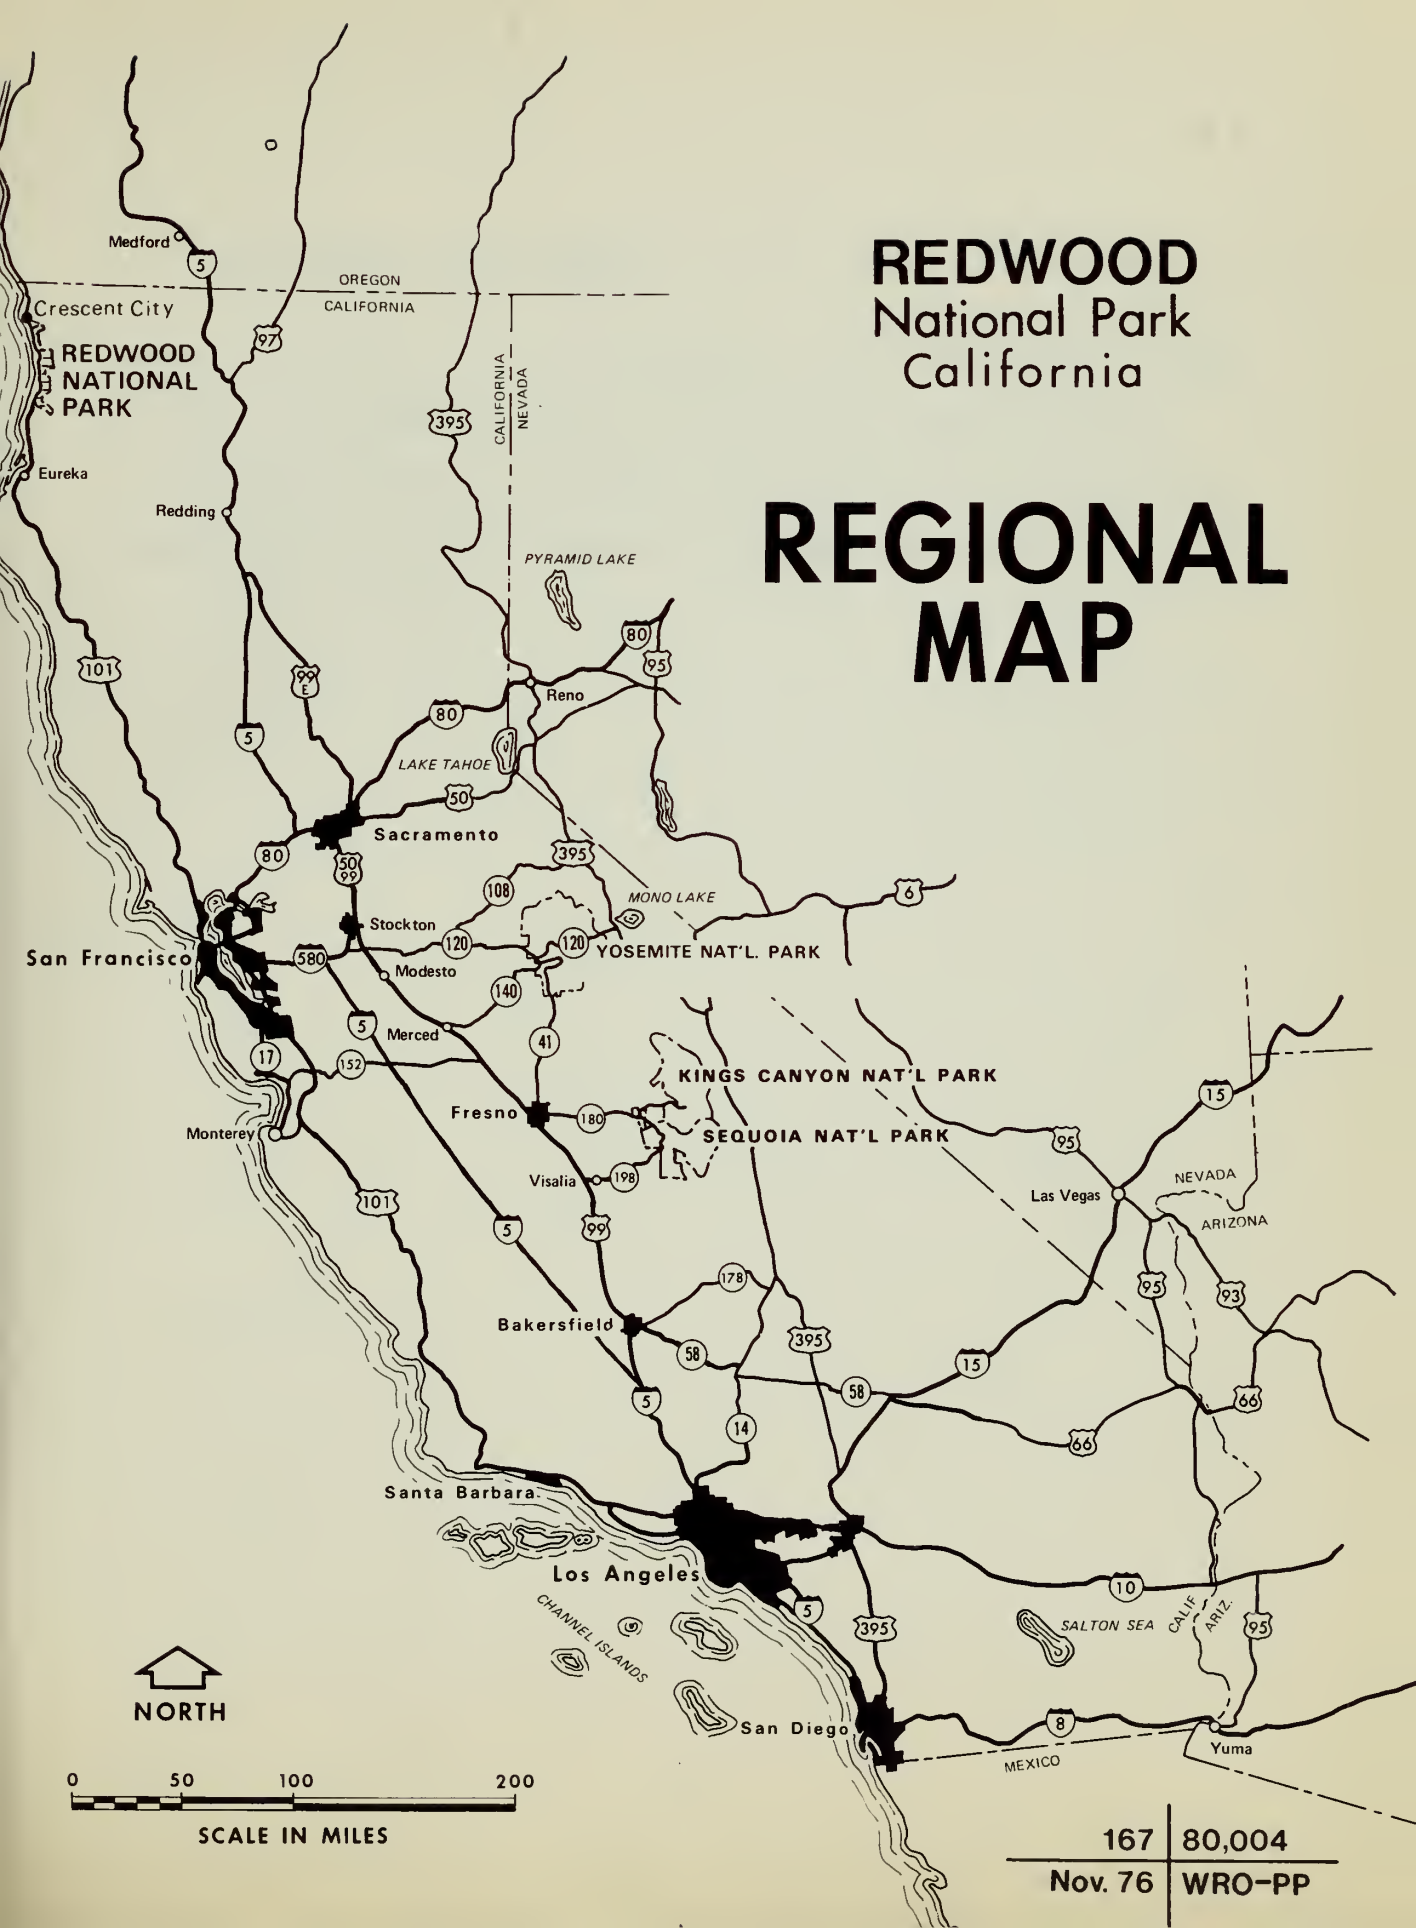 Medford
5
OREGON
CALIFORNIA
Crescent City
97
REDWOOD
NATIONAL
PARK
395
CALIFORNIA
NEVADA
REDWOOD
National Park
California
Eureka
Redding
REGIONAL
MAP
PYRAMID LAKE
101
99
E
80
95
Reno
80
5
LAKE TAHOE
50
Sacramento
80
50
99
395
108
MONO LAKE
6
Stockton
120
120
YOSEMITE NAT'L. PARK
San Francisco
580
Modesto
140
5
Merced
41
17
152
KINGS CANYON NAT'L PARK
15
Fresno
180
Monterey
SEQUOIA NAT'L PARK
95
Visalia
198
NEVADA
Las Vegas
ARIZONA
101
5
99
178
95
93
Bakersfield
395
58
15
58
5
66
14
66
Santa Barbara
Los Angeles
10
5
CHANNEL ISLANDS
395
SALTON SEA
CALIF
ARIZ.
95
NORTH
San Diego
8
Yuma
MEXICO
0 50 100 200
SCALE IN MILES
167 80,004
Nov. 76 WRO-PP